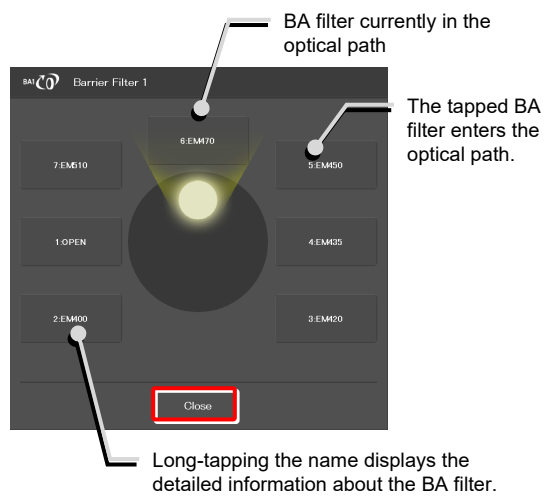 BA filter currently in the
optical path
BA1 Barrier Filter 1
The tapped BA
filter enters the
optical path.
6:EM470
7:EM510
5:EM450
1:OPEN
4:EM435
2:EM400
3:EM420
Close
Long-tapping the name displays the
detailed information about the BA filter.